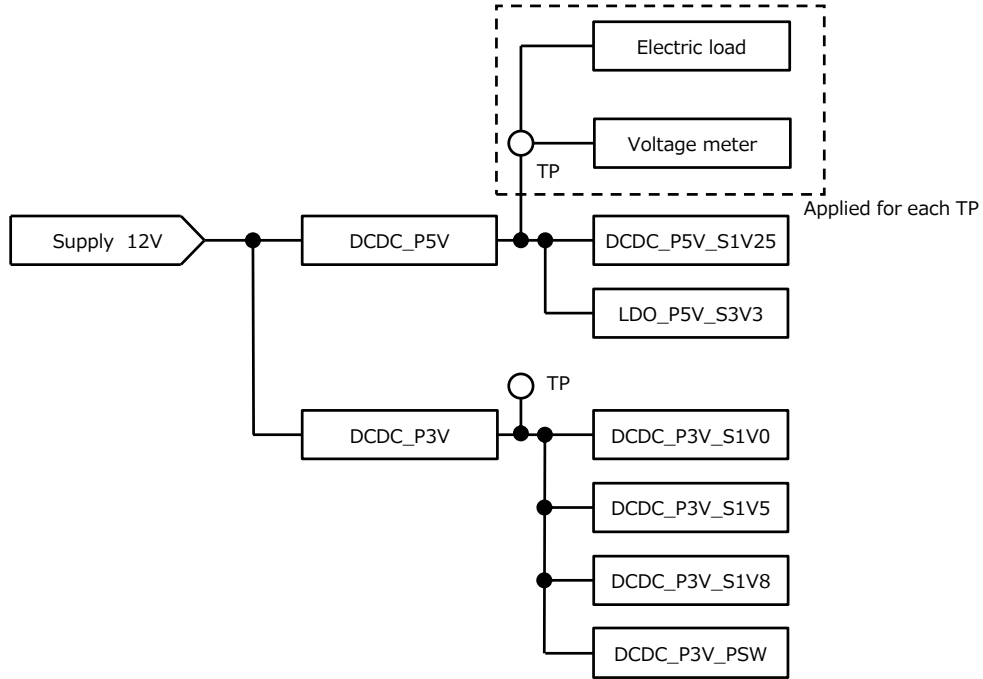 Electric load
Voltage meter
TP
Applied for each TP
Supply 12V
DCDC_P5V
DCDC_P5V_S1V25
LDO_P5V_S3V3
TP
DCDC_P3V
DCDC_P3V_S1V0
DCDC_P3V_S1V5
DCDC_P3V_S1V8
DCDC_P3V_PSW